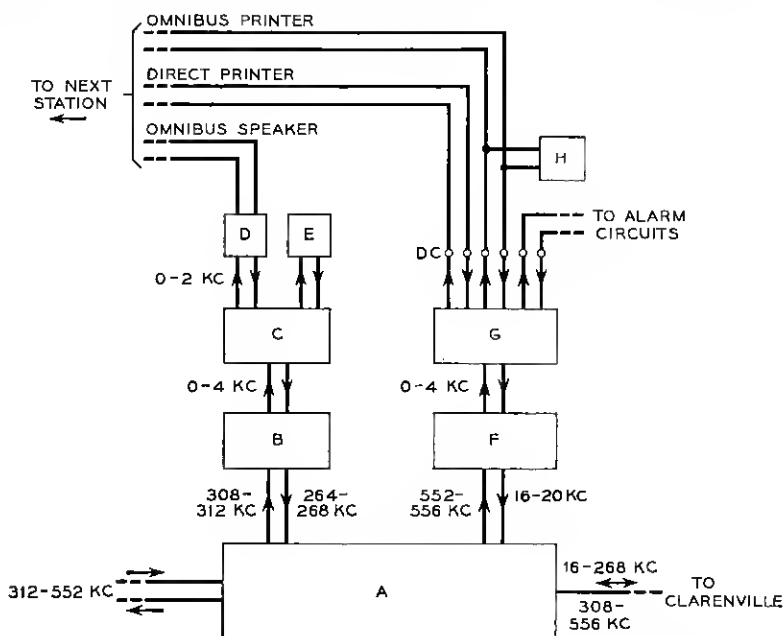 OMNIBUS PRINTER
DIRECT PRINTER
TO NEXT
STATION
OMNIBUS SPEAKER
H
D
E
TO ALARM
CIRCUITS
DC
0-2 KC
C
G
0-4 KC
0-4 KC
B
F
308-
312 KC
264-
268 KC
552-
556 KC
16-20 KC
312-552 KC
A
16-268 KC
308-
556 KC
TO
CLARENVILLE